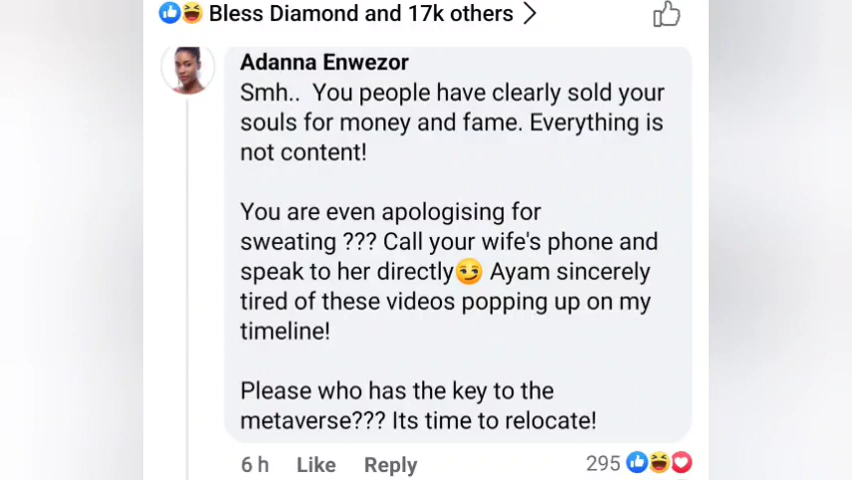 Bless Diamond and 17k others
Adanna Enwezor
Smh.. You people have clearly sold your
souls for money and fame. Everything is
not content!
You are even apologising for
sweating ??? Call your wife's phone and
speak to her directly😏 Ayam sincerely
tired of these videos popping up on my
timeline!
Please who has the key to the
metaverse??? Its time to relocate!
6 h Like Reply 295